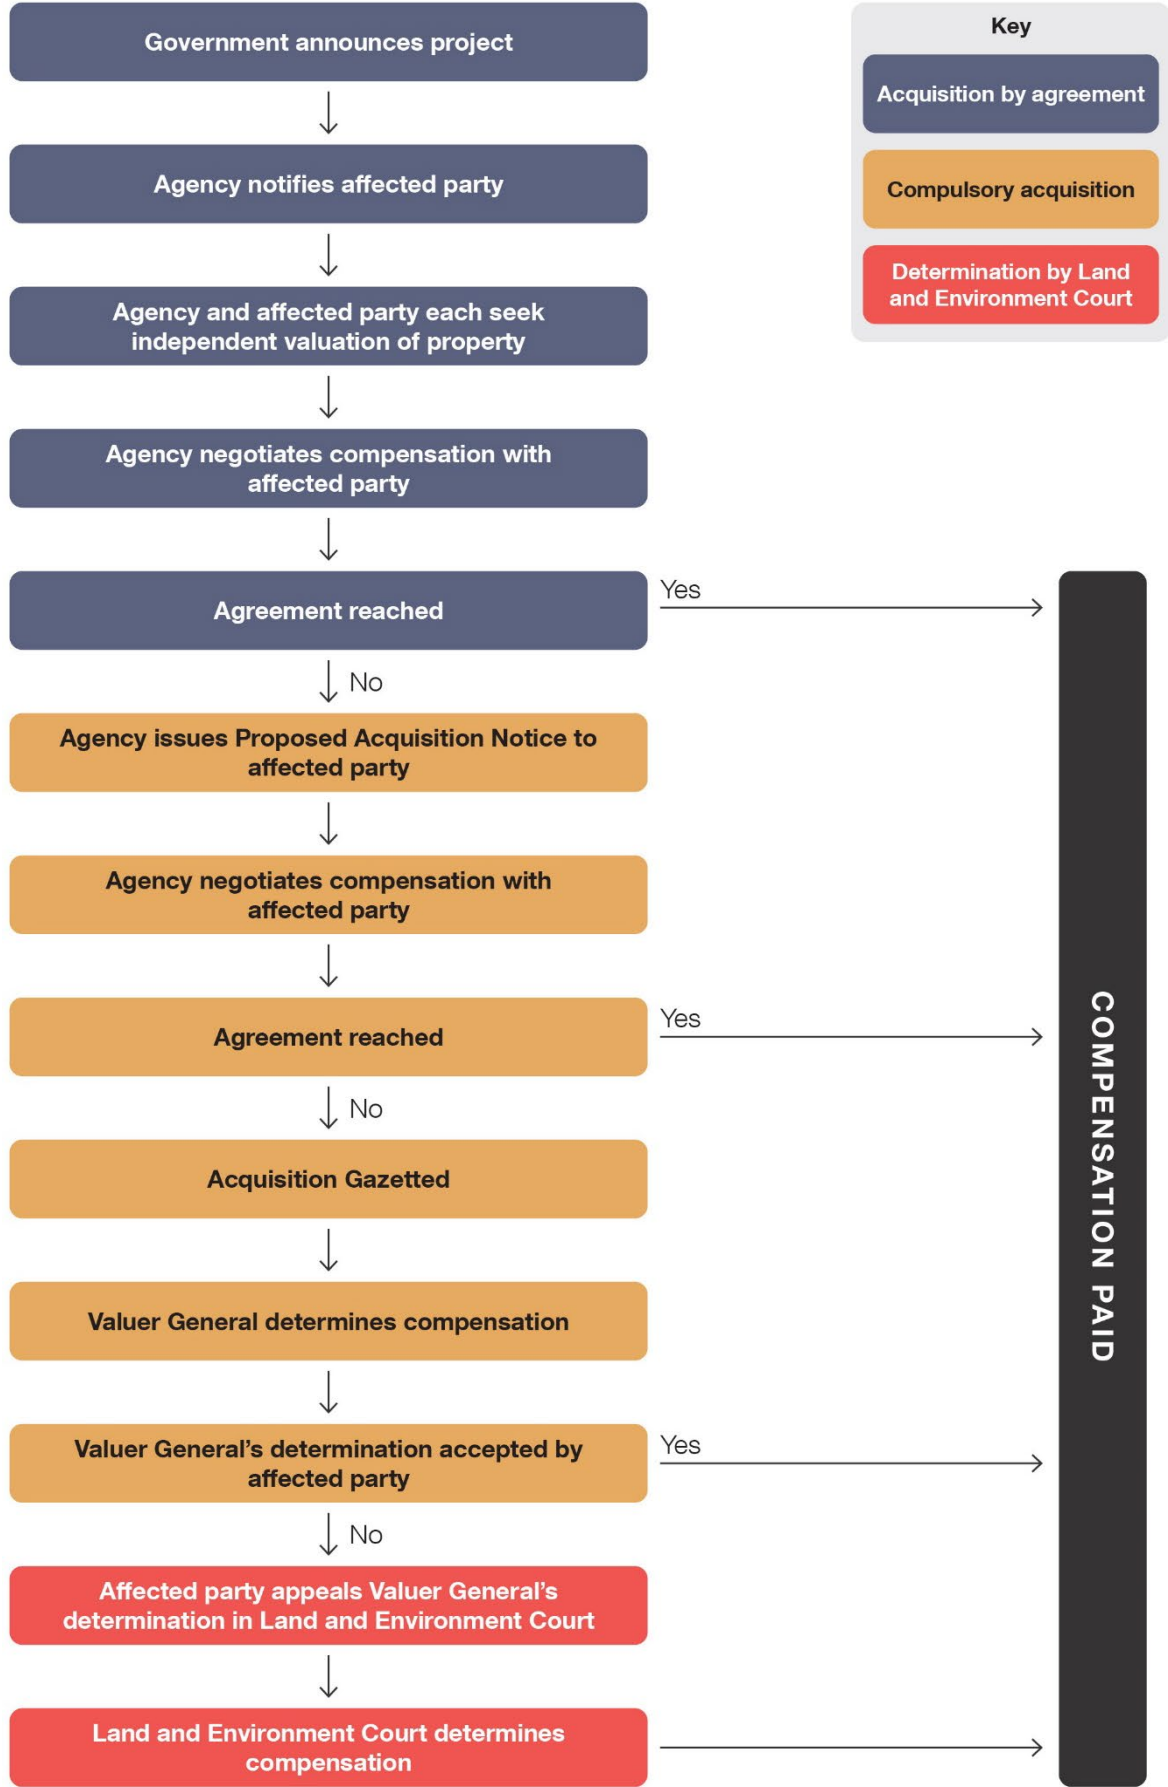 Government announces project
Key
Acquisition by agreement
Agency notifies affected party
Compulsory acquisition
Determination by Land
and Environment Court
Agency and affected party each seek
independent valuation of property
Agency negotiates compensation with
affected party
Agreement reached
Yes
No
Agency issues Proposed Acquisition Notice to
affected party
Agency negotiates compensation with
affected party
Agreement reached
Yes
No
Acquisition Gazetted
Valuer General determines compensation
Valuer General’s determination accepted by
affected party
Yes
No
Affected party appeals Valuer General’s
determination in Land and Environment Court
Land and Environment Court determines
compensation
COMPENSATION PAID